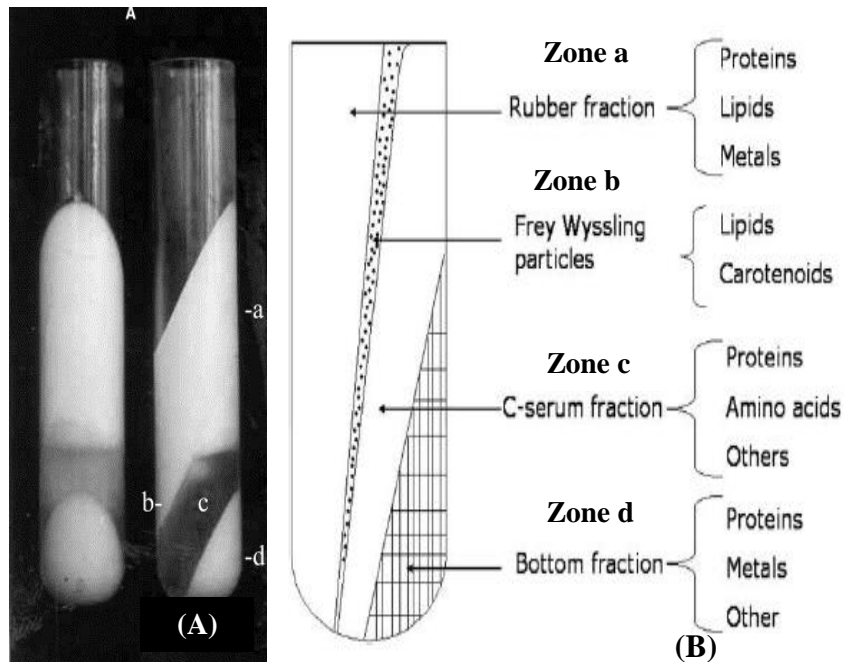 A
-a
b-
c
-d
(A)
Zone a
Rubber fraction
Proteins
Lipids
Metals
Zone b
Frey Wyssling
particles
Lipids
Carotenoids
Zone c
C-serum fraction
Proteins
Amino acids
Others
Zone d
Bottom fraction
Proteins
Metals
Other
(B)